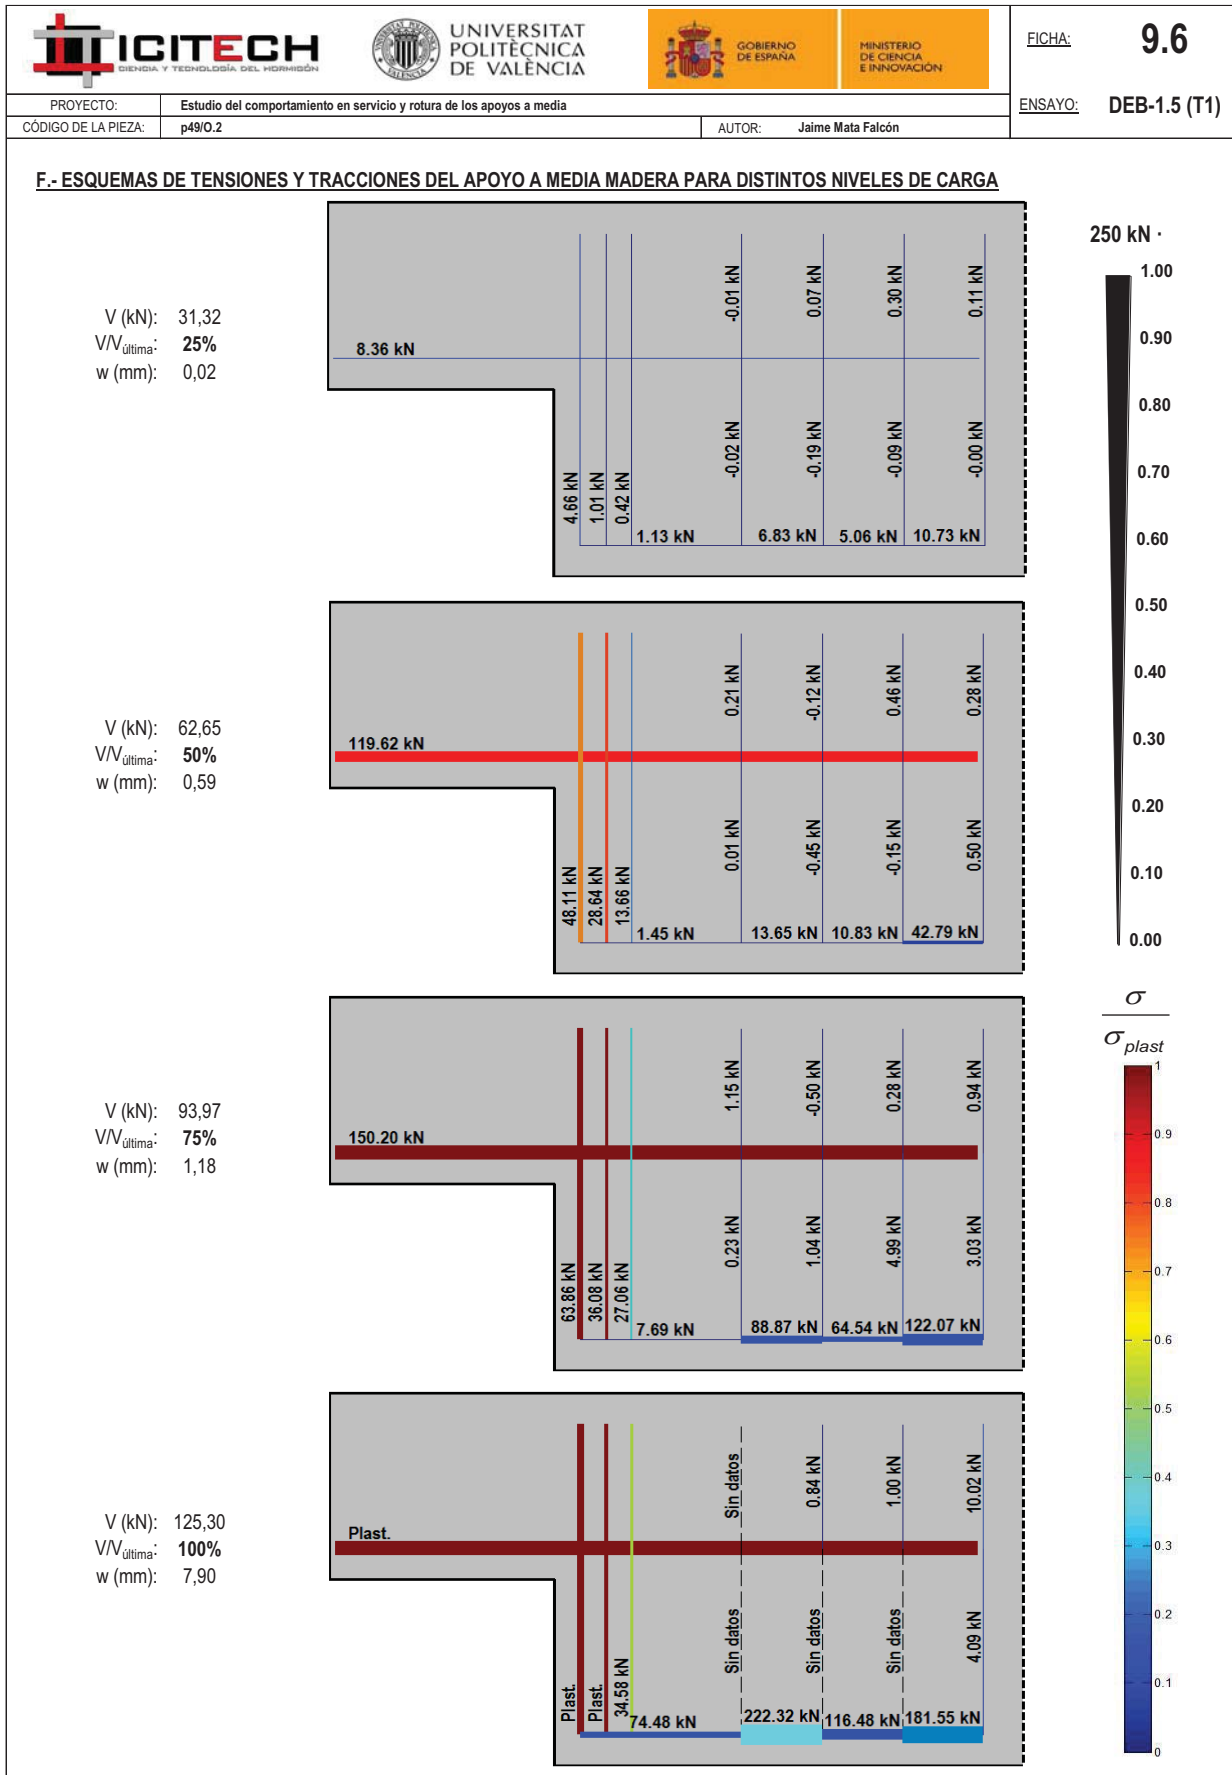 ICITECH
CIENCIA Y TECNOLOGÍA DEL HORMIGÓN
UNIVERSITAT
POLITÈCNICA
DE VALÈNCIA
GOBIERNO
DE ESPAÑA
MINISTERIO
DE CIENCIA
E INNOVACIÓN
FICHA: 9.6
PROYECTO: Estudio del comportamiento en servicio y rotura de los apoyos a media
ENSAYO: DEB-1.5 (T1)
CÓDIGO DE LA PIEZA: p49/O.2
AUTOR: Jaime Mata Falcón
F.- ESQUEMAS DE TENSIONES Y TRACCIONES DEL APOYO A MEDIA MADERA PARA DISTINTOS NIVELES DE CARGA
V (kN): 31,32
V/Vúltima: 25%
w (mm): 0,02
8.36 kN
-0.01 kN
0.07 kN
0.30 kN
0.11 kN
4.66 kN
1.01 kN
0.42 kN
-0.02 kN
-0.19 kN
-0.09 kN
-0.00 kN
1.13 kN
6.83 kN
5.06 kN
10.73 kN
V (kN): 62,65
V/Vúltima: 50%
w (mm): 0,59
119.62 kN
0.21 kN
-0.12 kN
0.46 kN
0.28 kN
48.11 kN
28.64 kN
13.66 kN
0.01 kN
-0.45 kN
-0.15 kN
0.50 kN
1.45 kN
13.65 kN
10.83 kN
42.79 kN
V (kN): 93,97
V/Vúltima: 75%
w (mm): 1,18
150.20 kN
1.15 kN
-0.50 kN
0.28 kN
0.94 kN
63.86 kN
36.08 kN
27.06 kN
0.23 kN
1.04 kN
4.99 kN
3.03 kN
7.69 kN
88.87 kN
64.54 kN
122.07 kN
V (kN): 125,30
V/Vúltima: 100%
w (mm): 7,90
Plast.
Sin datos
0.84 kN
1.00 kN
10.02 kN
Plast.
Plast.
34.58 kN
Sin datos
Sin datos
Sin datos
4.09 kN
74.48 kN
222.32 kN
116.48 kN
181.55 kN
250 kN ·
1.00
0.90
0.80
0.70
0.60
0.50
0.40
0.30
0.20
0.10
0.00
σ
σplast
1
0.9
0.8
0.7
0.6
0.5
0.4
0.3
0.2
0.1
0